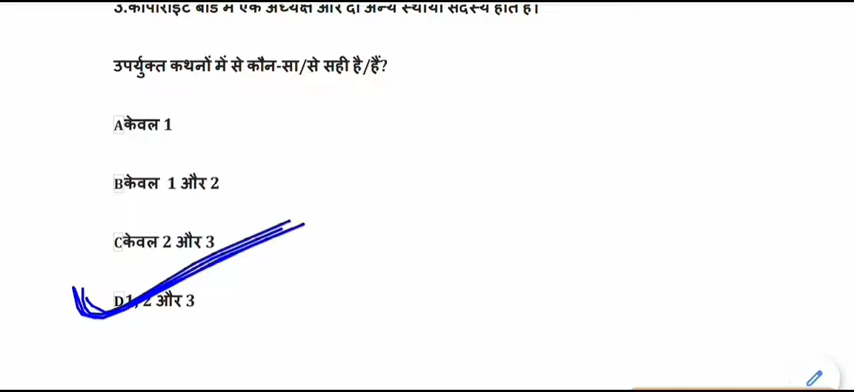 3.कॉपीराइट बोर्ड में एक अध्यक्ष और दो अन्य स्थायी सदस्य होते हैं।
उपर्युक्त कथनों में से कौन-सा/से सही है/हैं?
Aकेवल 1
Bकेवल 1 और 2
Cकेवल 2 और 3
D1, 2 और 3